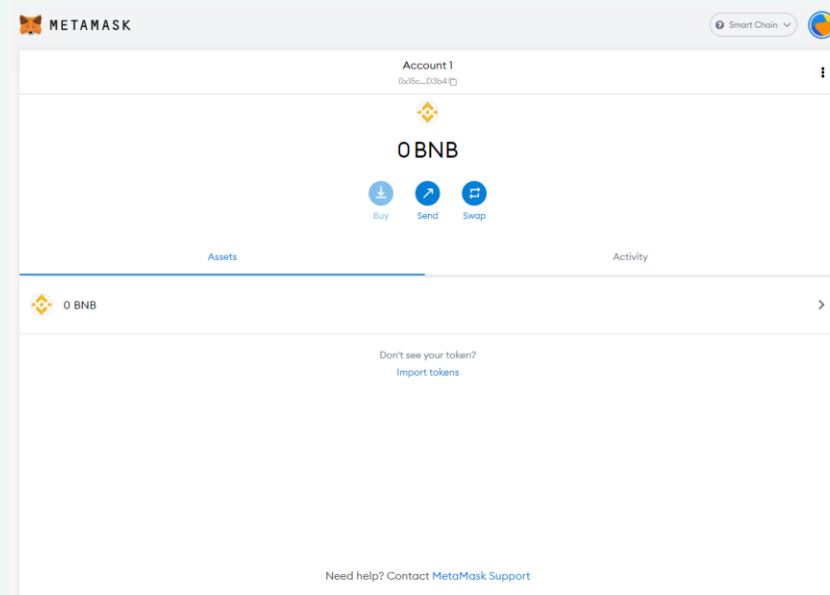 METAMASK
Smart Chain
Account 1
0x15c...D3b4
0 BNB
Buy
Send
Swap
Assets
Activity
0 BNB
Don't see your token?
Import tokens
Need help? Contact MetaMask Support